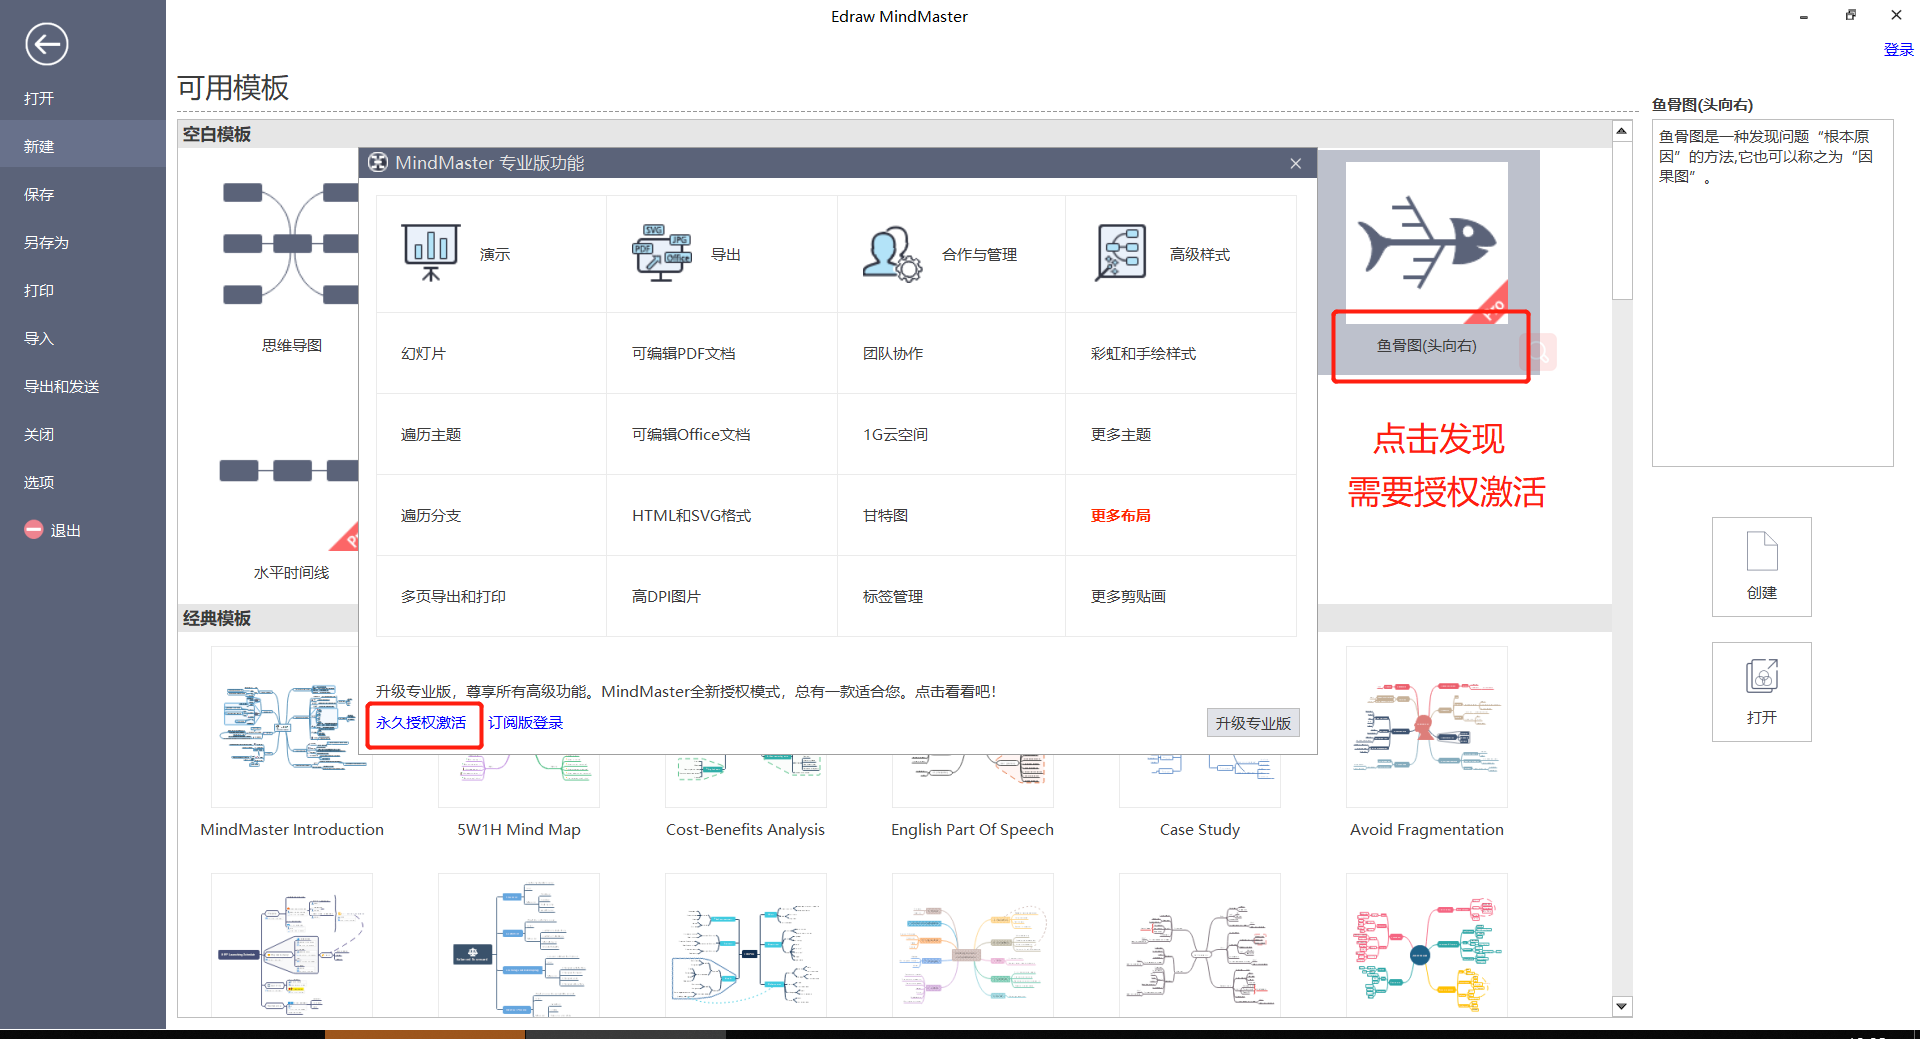 Edraw MindMaster
登录
打开
新建
保存
另存为
打印
导入
导出和发送
关闭
选项
退出
可用模板
空白模板
思维导图
水平时间线
MindMaster 专业版功能
演示
SVG
JPG
PDF
Office
导出
合作与管理
高级样式
幻灯片
可编辑PDF文档
团队协作
彩虹和手绘样式
遍历主题
可编辑Office文档
1G云空间
更多主题
遍历分支
HTML和SVG格式
甘特图
更多布局
多页导出和打印
高DPI图片
标签管理
更多剪贴画
升级专业版，尊享所有高级功能。MindMaster全新授权模式，总有一款适合您。点击看看吧!
永久授权激活
订阅版登录
升级专业版
Pro
鱼骨图(头向右)
点击发现
需要授权激活
鱼骨图(头向右)
鱼骨图是一种发现问题“根本原
因”的方法,它也可以称之为“因
果图”。
创建
打开
经典模板
MindMaster Introduction
5W1H Mind Map
Cost-Benefits Analysis
English Part Of Speech
Case Study
Avoid Fragmentation